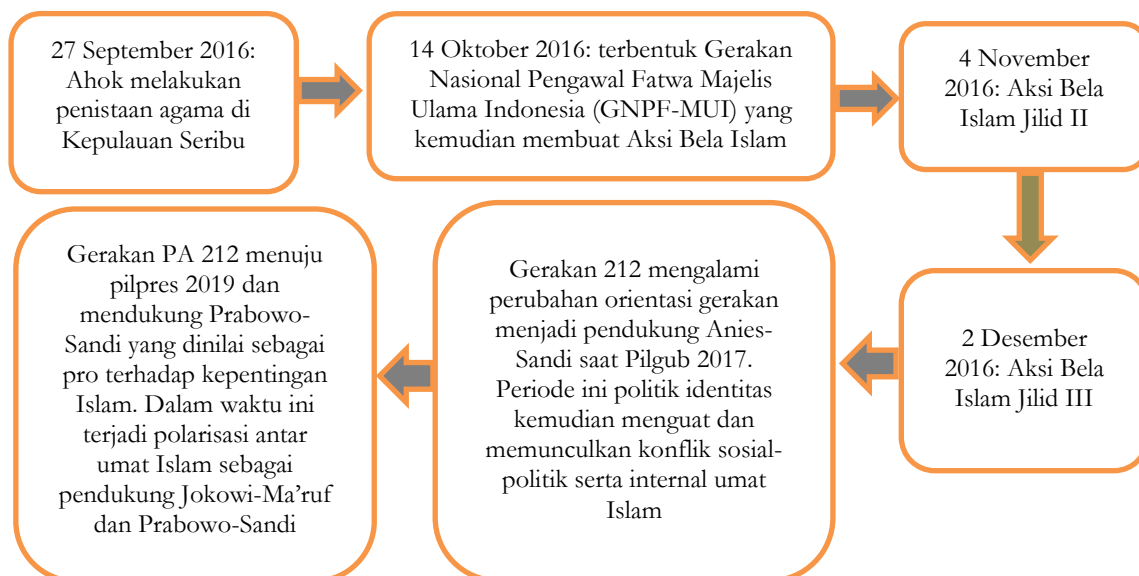 27 September 2016:
Ahok melakukan
penistaan agama di
Kepulauan Seribu
14 Oktober 2016: terbentuk Gerakan
Nasional Pengawal Fatwa Majelis
Ulama Indonesia (GNPF-MUI) yang
kemudian membuat Aksi Bela Islam
4 November
2016: Aksi Bela
Islam Jilid II
2 Desember
2016: Aksi Bela
Islam Jilid III
Gerakan 212 mengalami
perubahan orientasi gerakan
menjadi pendukung Anies-
Sandi saat Pilgub 2017.
Periode ini politik identitas
kemudian menguat dan
memunculkan konflik sosial-
politik serta internal umat
Islam
Gerakan PA 212 menuju
pilpres 2019 dan
mendukung Prabowo-
Sandi yang dinilai sebagai
pro terhadap kepentingan
Islam. Dalam waktu ini
terjadi polarisasi antar
umat Islam sebagai
pendukung Jokowi-Ma’ruf
dan Prabowo-Sandi